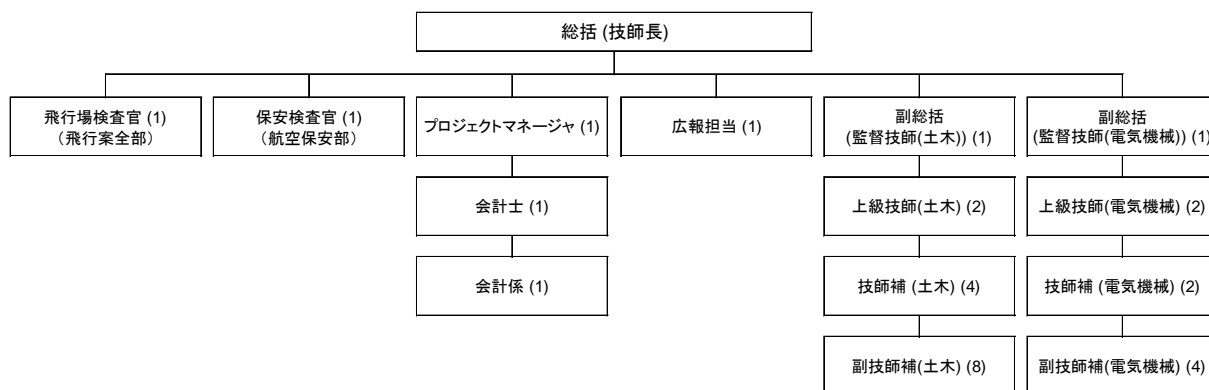 総括 (技師長)
飛行場検査官 (1)
（飛行案全部）
保安検査官 (1)
（航空保安部）
プロジェクトマネージャ (1)
広報担当 (1)
副総括
(監督技師(土木)) (1)
副総括
(監督技師(電気機械)) (1)
会計士 (1)
上級技師(土木) (2)
上級技師(電気機械) (2)
会計係 (1)
技師補 (土木) (4)
技師補 (電気機械) (2)
副技師補(土木) (8)
副技師補(電気機械) (4)